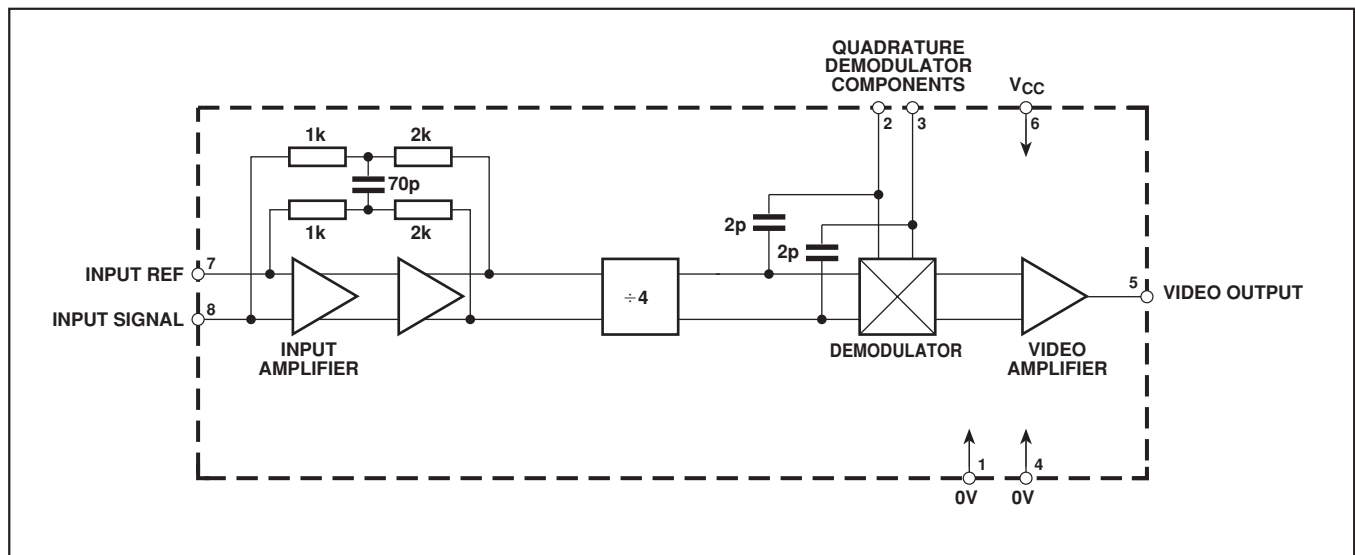 QUADRATURE
DEMODULATOR
COMPONENTS
VCC
2
3
6
1k
2k
70p
1k
2k
2p
2p
INPUT REF
7
÷4
5
VIDEO OUTPUT
INPUT SIGNAL
8
INPUT
AMPLIFIER
DEMODULATOR
VIDEO
AMPLIFIER
1
4
0V
0V